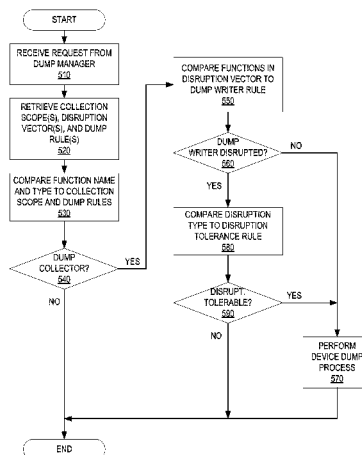 START
RECEIVE REQUEST FROM
DUMP MANAGER
510
RETRIEVE COLLECTION
SCOPE(S), DISRUPTION
VECTOR(S), AND DUMP
RULE(S)
520
COMPARE FUNCTION NAME
AND TYPE TO COLLECTION
SCOPE AND DUMP RULES
530
DUMP
COLLECTOR?
540
YES
NO
COMPARE FUNCTIONS IN
DISRUPTION VECTOR TO
DUMP WRITER RULE
550
DUMP
WRITER DISRUPTED?
560
NO
YES
COMPARE DISRUPTION
TYPE TO DISRUPTION
TOLERANCE RULE
580
DISRUPT.
TOLERABLE?
590
YES
NO
PERFORM
DEVICE DUMP
PROCESS
570
END